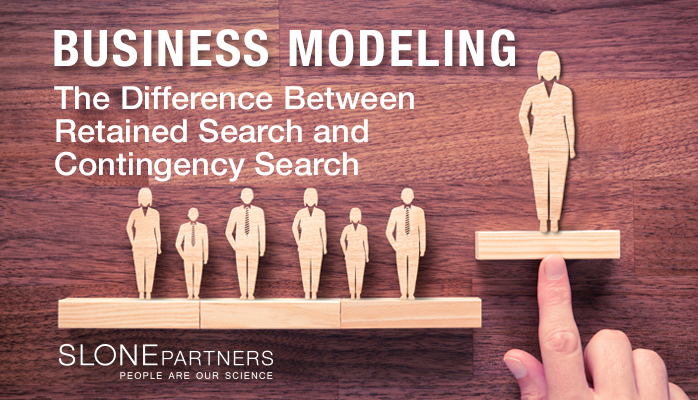 BUSINESS MODELING
The Difference Between
Retained Search and
Contingency Search
SLONEPARTNERS
PEOPLE ARE OUR SCIENCE